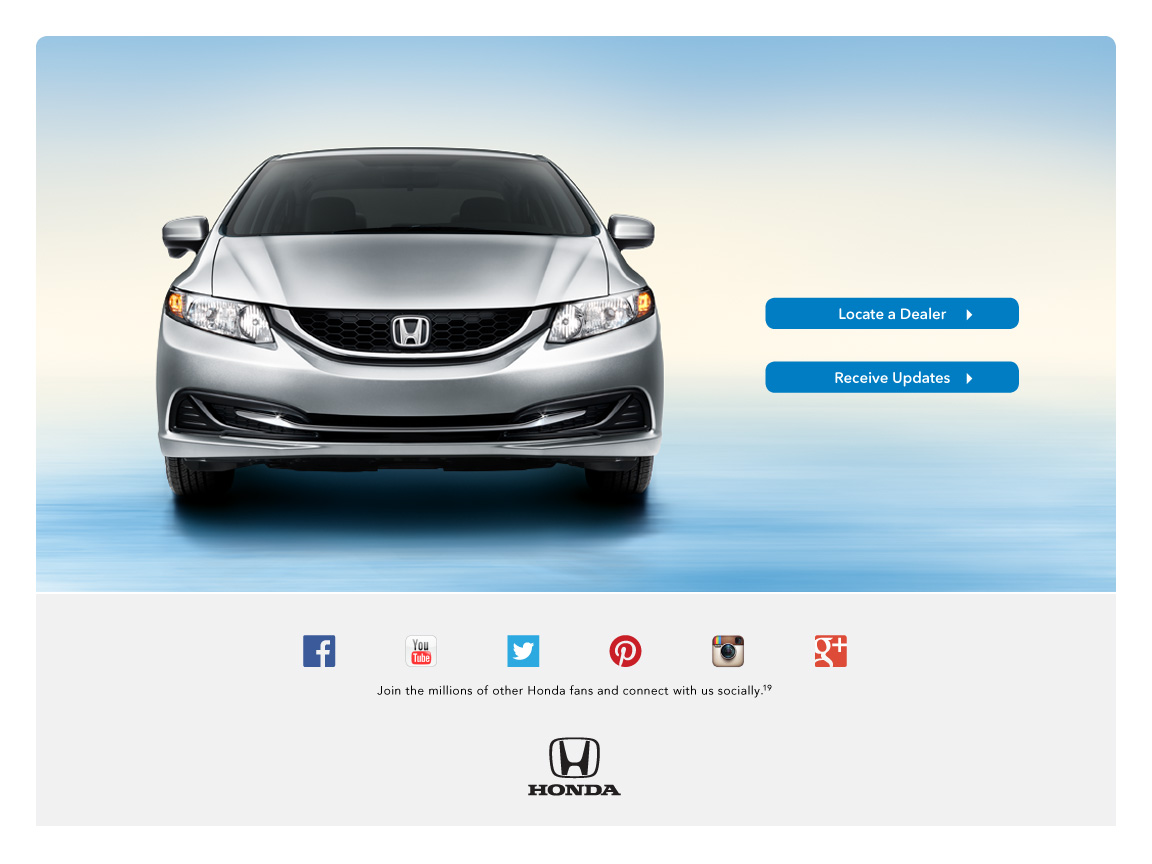 Locate a Dealer
Receive Updates
You
Tube
Join the millions of other Honda fans and connect with us socially.19
HONDA